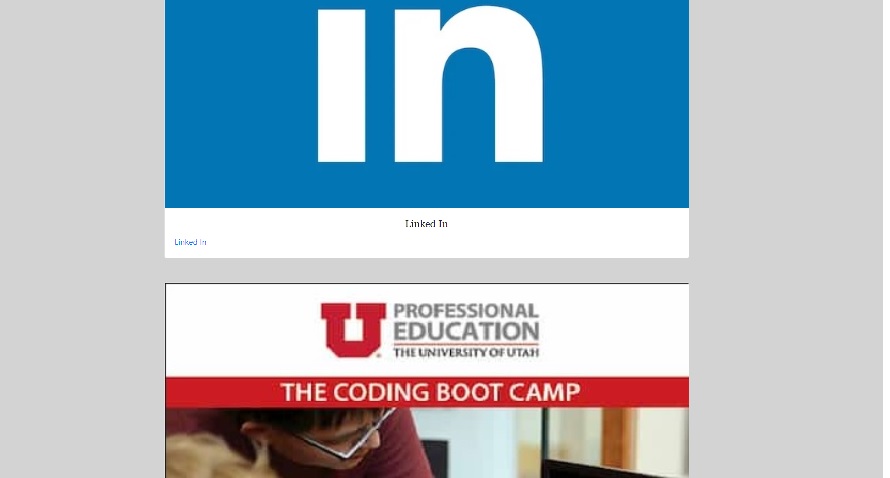 in
Linked In
Linked In
U PROFESSIONAL
EDUCATION
THE UNIVERSITY OF UTAH
THE CODING BOOT CAMP